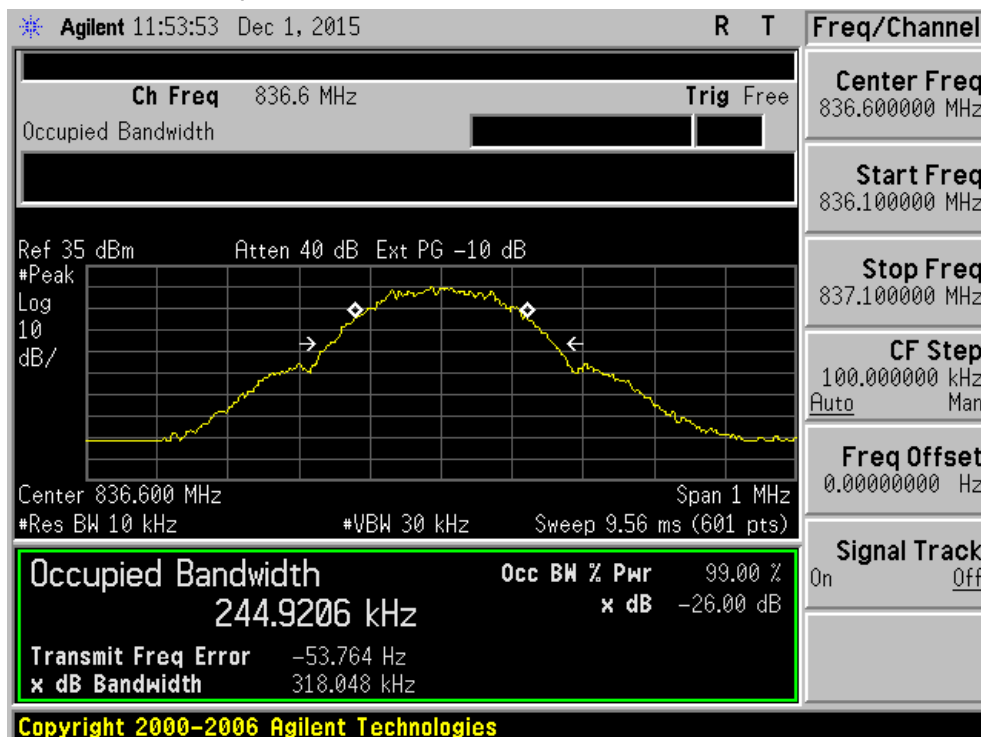 Agilent 11:53:53 Dec 1, 2015 R T
Ch Freq 836.6 MHz Trig Free
Occupied Bandwidth
Ref 35 dBm Atten 40 dB Ext PG -10 dB
#Peak
Log
10
dB/
Center 836.600 MHz Span 1 MHz
#Res BW 10 kHz #VBW 30 kHz Sweep 9.56 ms (601 pts)
Occupied Bandwidth Occ BW % Pwr 99.00 %
244.9206 kHz x dB -26.00 dB
Transmit Freq Error -53.764 Hz
x dB Bandwidth 318.048 kHz
Copyright 2000-2006 Agilent Technologies
Freq/Channel
Center Freq
836.600000 MHz
Start Freq
836.100000 MHz
Stop Freq
837.100000 MHz
CF Step
100.000000 kHz
Auto Man
Freq Offset
0.00000000 Hz
Signal Track
On Off